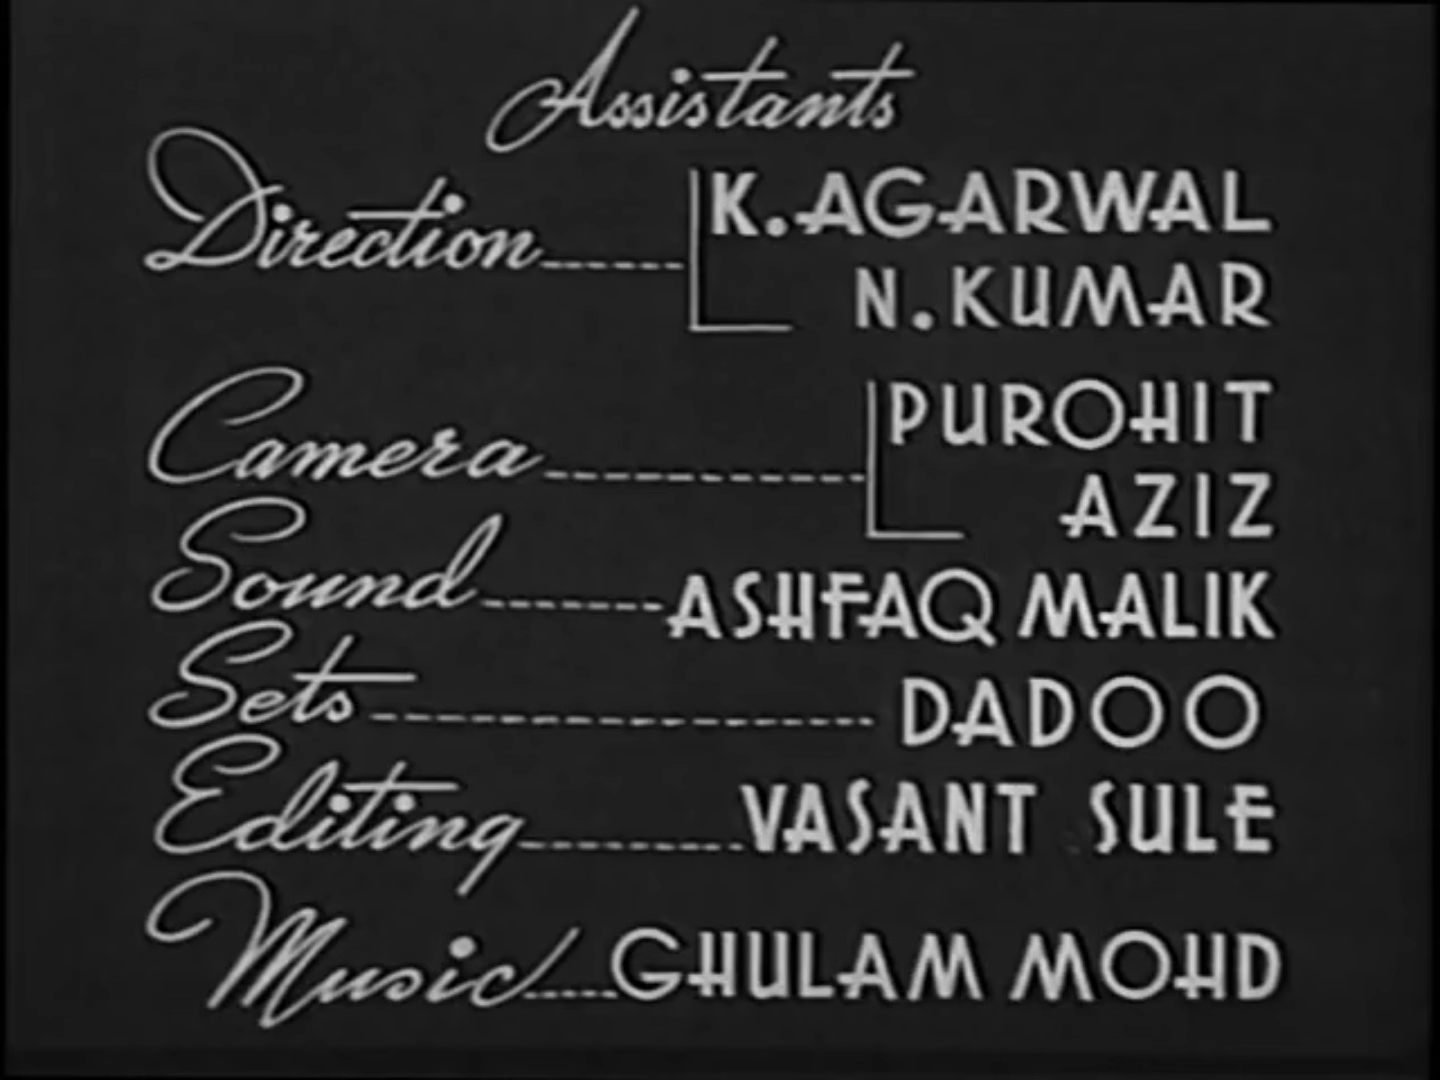 Assistants
Direction K. AGARWAL
N. KUMAR
Camera PUROHIT
AZIZ
Sound ASHFAQ MALIK
Sets DADOO
Editing VASANT SULE
Music GHULAM MOHD